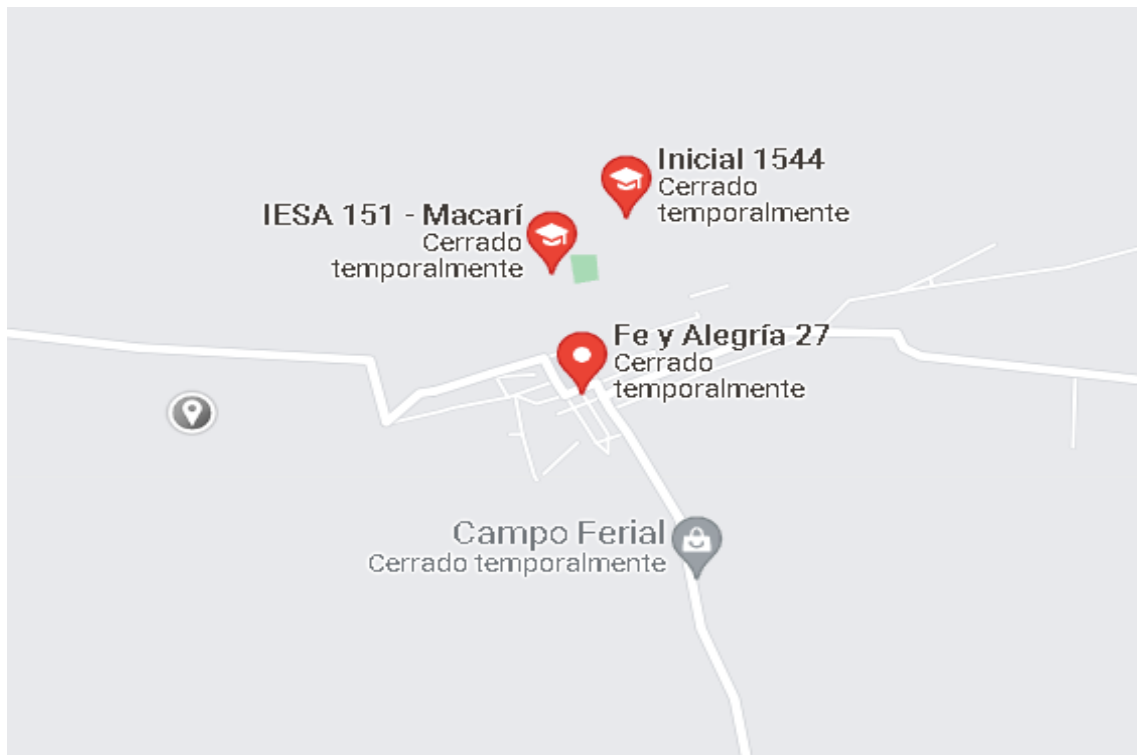 Inicial 1544
Cerrado
temporalmente
IESA 151 - Macarí
Cerrado
temporalmente
Fe y Alegría 27
Cerrado
temporalmente
Campo Ferial
Cerrado temporalmente